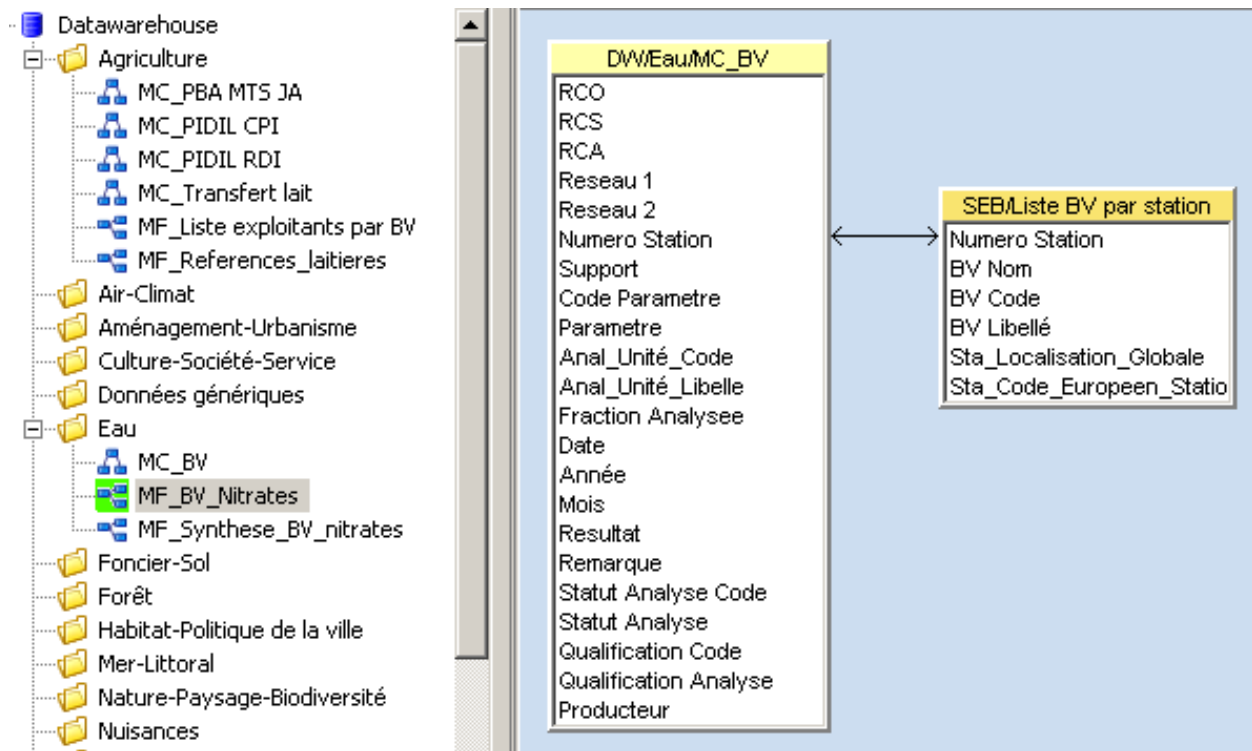 Datawarehouse
Agriculture
MC_PBA MTS JA
MC_PIDIL CPI
MC_PIDIL RDI
MC_Transfert lait
MF_Liste exploitants par BV
MF_References_laitieres
Air-Climat
Aménagement-Urbanisme
Culture-Société-Service
Données génériques
Eau
MC_BV
MF_BV_Nitrates
MF_Synthese_BV_nitrates
Foncier-Sol
Forêt
Habitat-Politique de la ville
Mer-Littoral
Nature-Paysage-Biodiversité
Nuisances
DW/Eau/MC_BV
RCO
RCS
RCA
Reseau 1
Reseau 2
Numero Station
Support
Code Parametre
Parametre
Anal_Unité_Code
Anal_Unité_Libelle
Fraction Analysee
Date
Année
Mois
Resultat
Remarque
Statut Analyse Code
Statut Analyse
Qualification Code
Qualification Analyse
Producteur
SEB/Liste BV par station
Numero Station
BV Nom
BV Code
BV Libellé
Sta_Localisation_Globale
Sta_Code_Europeen_Statio